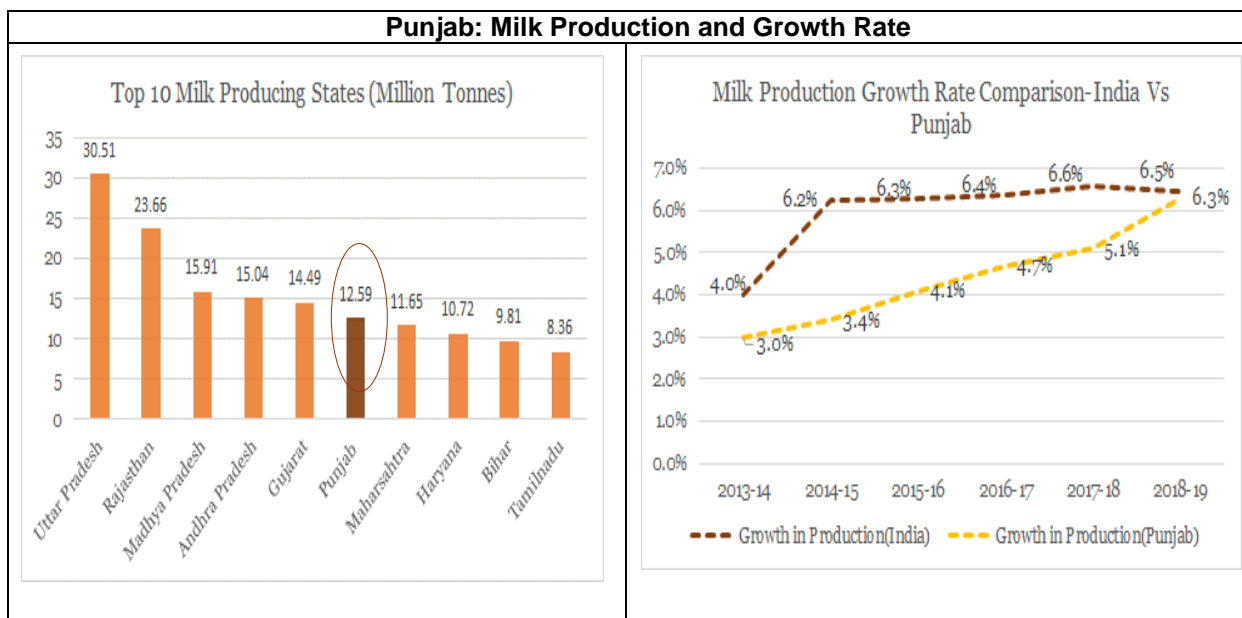 Punjab: Milk Production and Growth Rate
Top 10 Milk Producing States (Million Tonnes)
35
30
25
20
15
10
5
0
30.51
23.66
15.91
15.04
14.49
12.59
11.65
10.72
9.81
8.36
Uttar Pradesh
Rajasthan
Madhya Pradesh
Andhra Pradesh
Gujarat
Punjab
Maharsahtra
Haryana
Bihar
Tamilnadu
Milk Production Growth Rate Comparison-India Vs
Punjab
7.0%
6.0%
5.0%
4.0%
3.0%
2.0%
1.0%
0.0%
4.0%
6.2%
6.3%
6.4%
6.6%
6.5%
3.0%
3.4%
4.1%
4.7%
5.1%
6.3%
2013-14 2014-15 2015-16 2016-17 2017-18 2018-19
Growth in Production(India) Growth in Production(Punjab)